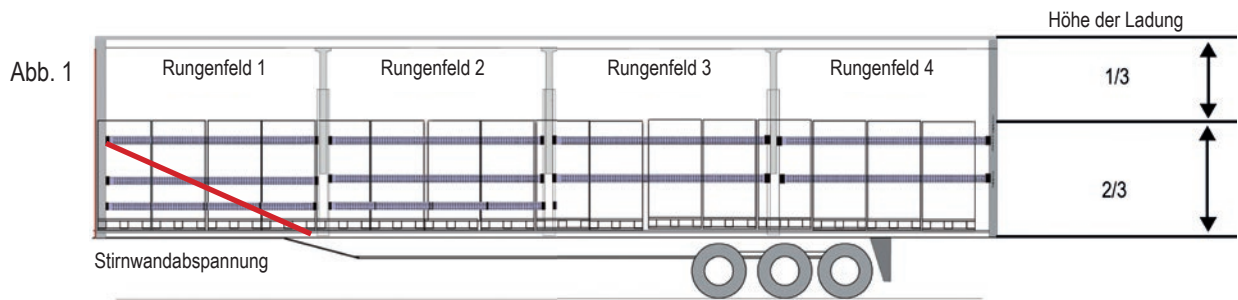 Höhe der Ladung
Abb. 1
Rungenfeld 1
Rungenfeld 2
Rungenfeld 3
Rungenfeld 4
1/3
2/3
Stirnwandabspannung